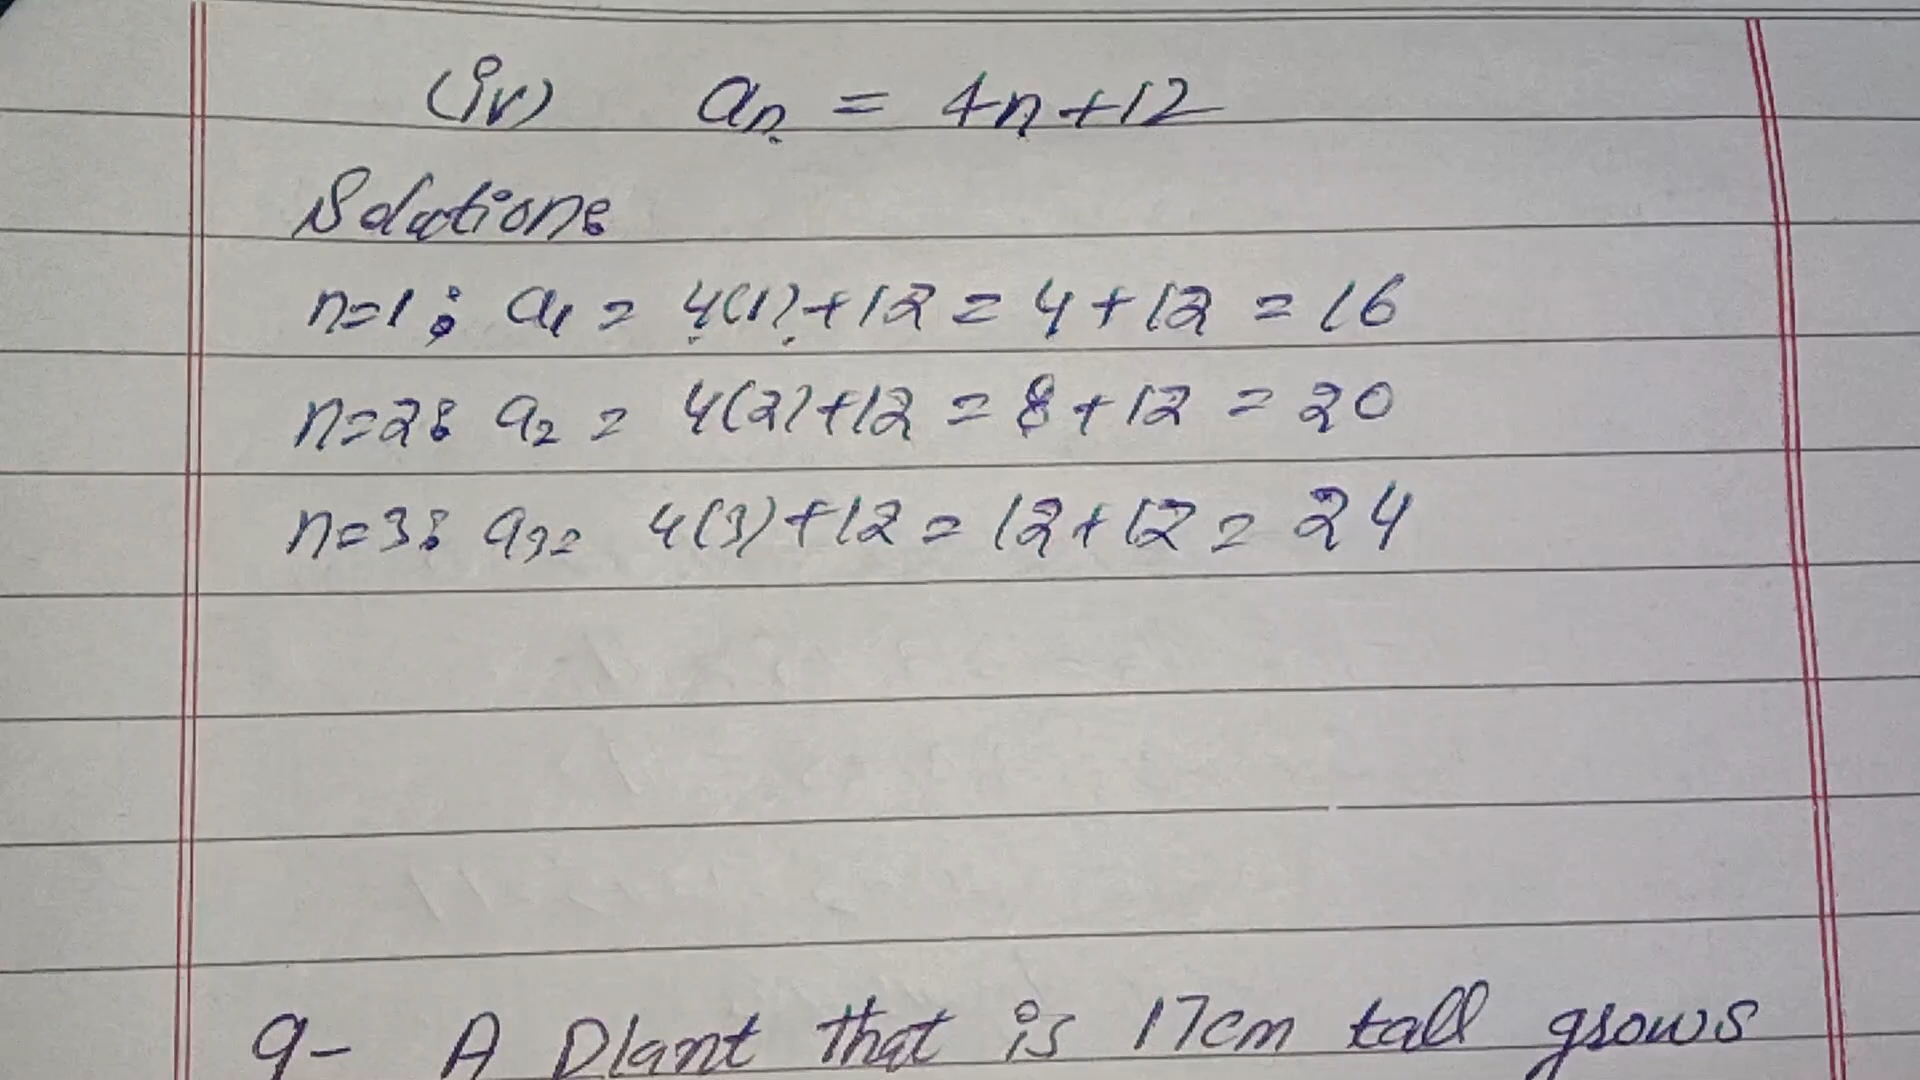 (iv) aₙ = 4n+12
Solution:
n=1: a₁ = 4(1)+12 = 4+12 = 16
n=2: a₂ = 4(2)+12 = 8+12 = 20
n=3: a₃ = 4(3)+12 = 12+12 = 24
9- A Plant that is 17cm tall grows